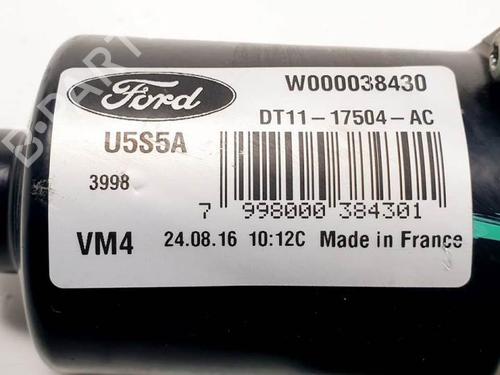 Ford
W000038430
DT11-17504-AC
U5S5A
3998
7 998000 384301
VM4 24.08.16 10:12C Made in France
B-PARTS